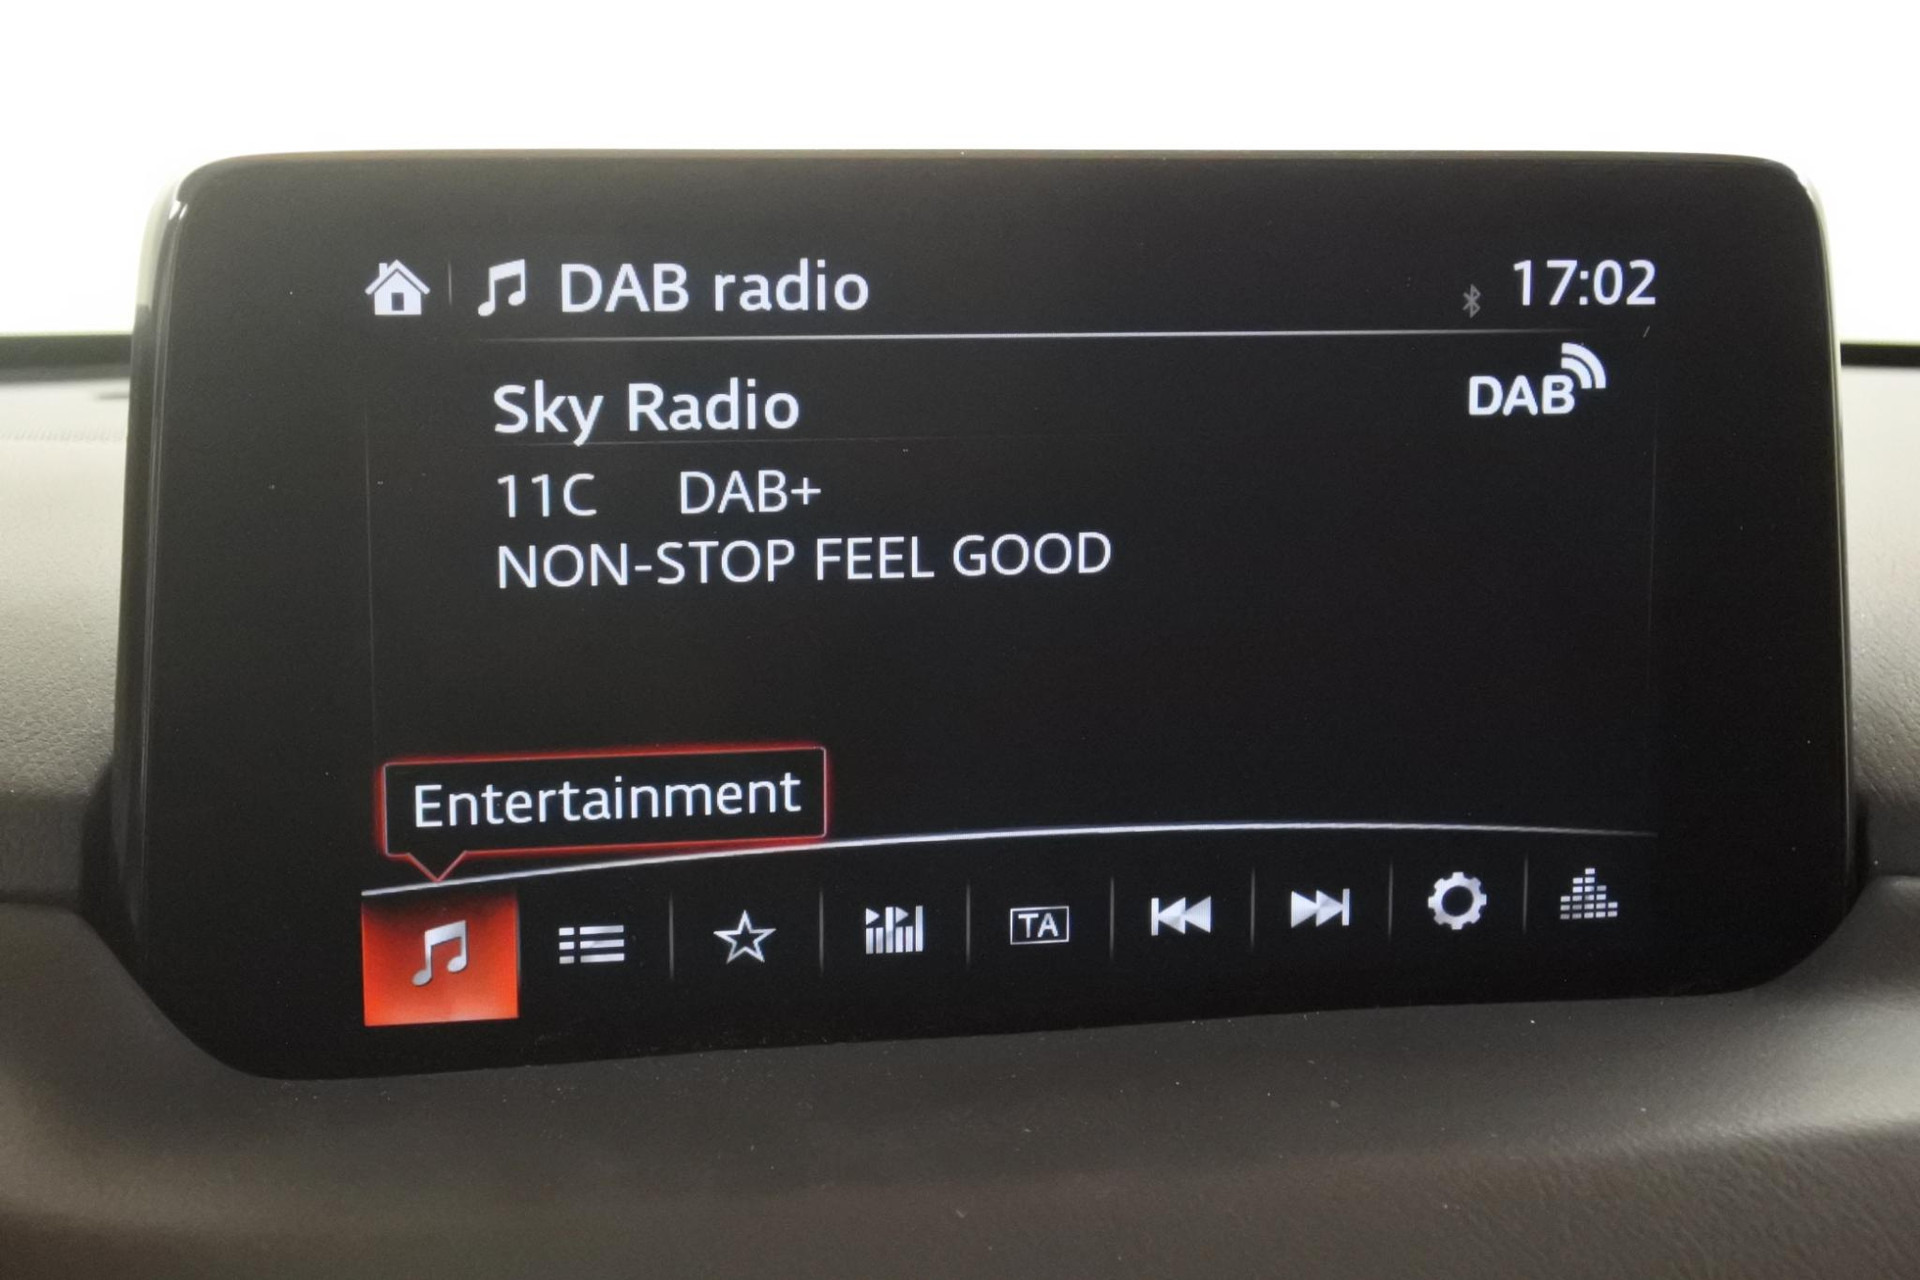 DAB radio
17:02
Sky Radio
DAB
11C DAB+
NON-STOP FEEL GOOD
Entertainment
TA